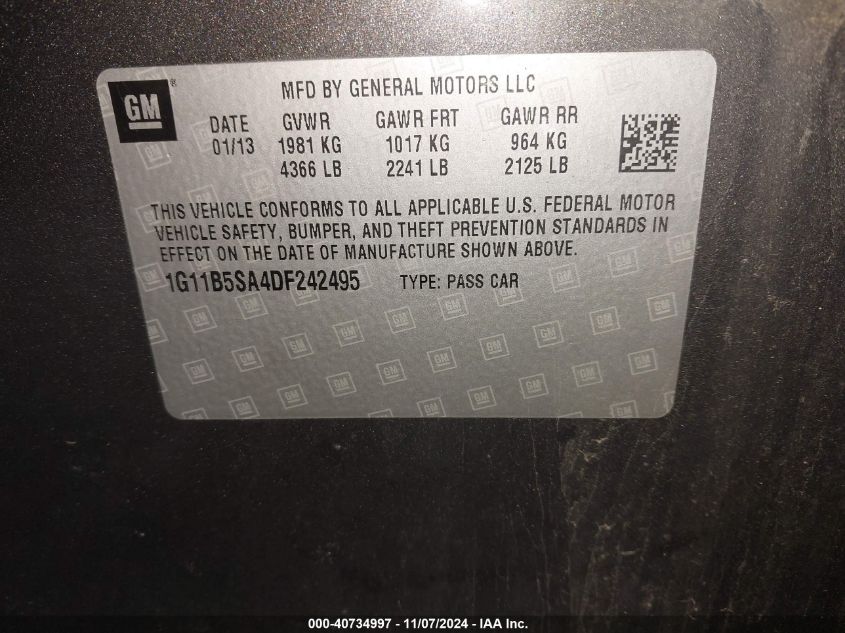 GM
MFD BY GENERAL MOTORS LLC
DATE GVWR GAWR FRT GAWR RR
01/13 1981 KG 1017 KG 964 KG
4366 LB 2241 LB 2125 LB
THIS VEHICLE CONFORMS TO ALL APPLICABLE U.S. FEDERAL MOTOR
VEHICLE SAFETY, BUMPER, AND THEFT PREVENTION STANDARDS IN
EFFECT ON THE DATE OF MANUFACTURE SHOWN ABOVE.
1G11B5SA4DF242495 TYPE: PASS CAR
000-40734997 - 11/07/2024 - IAA Inc.